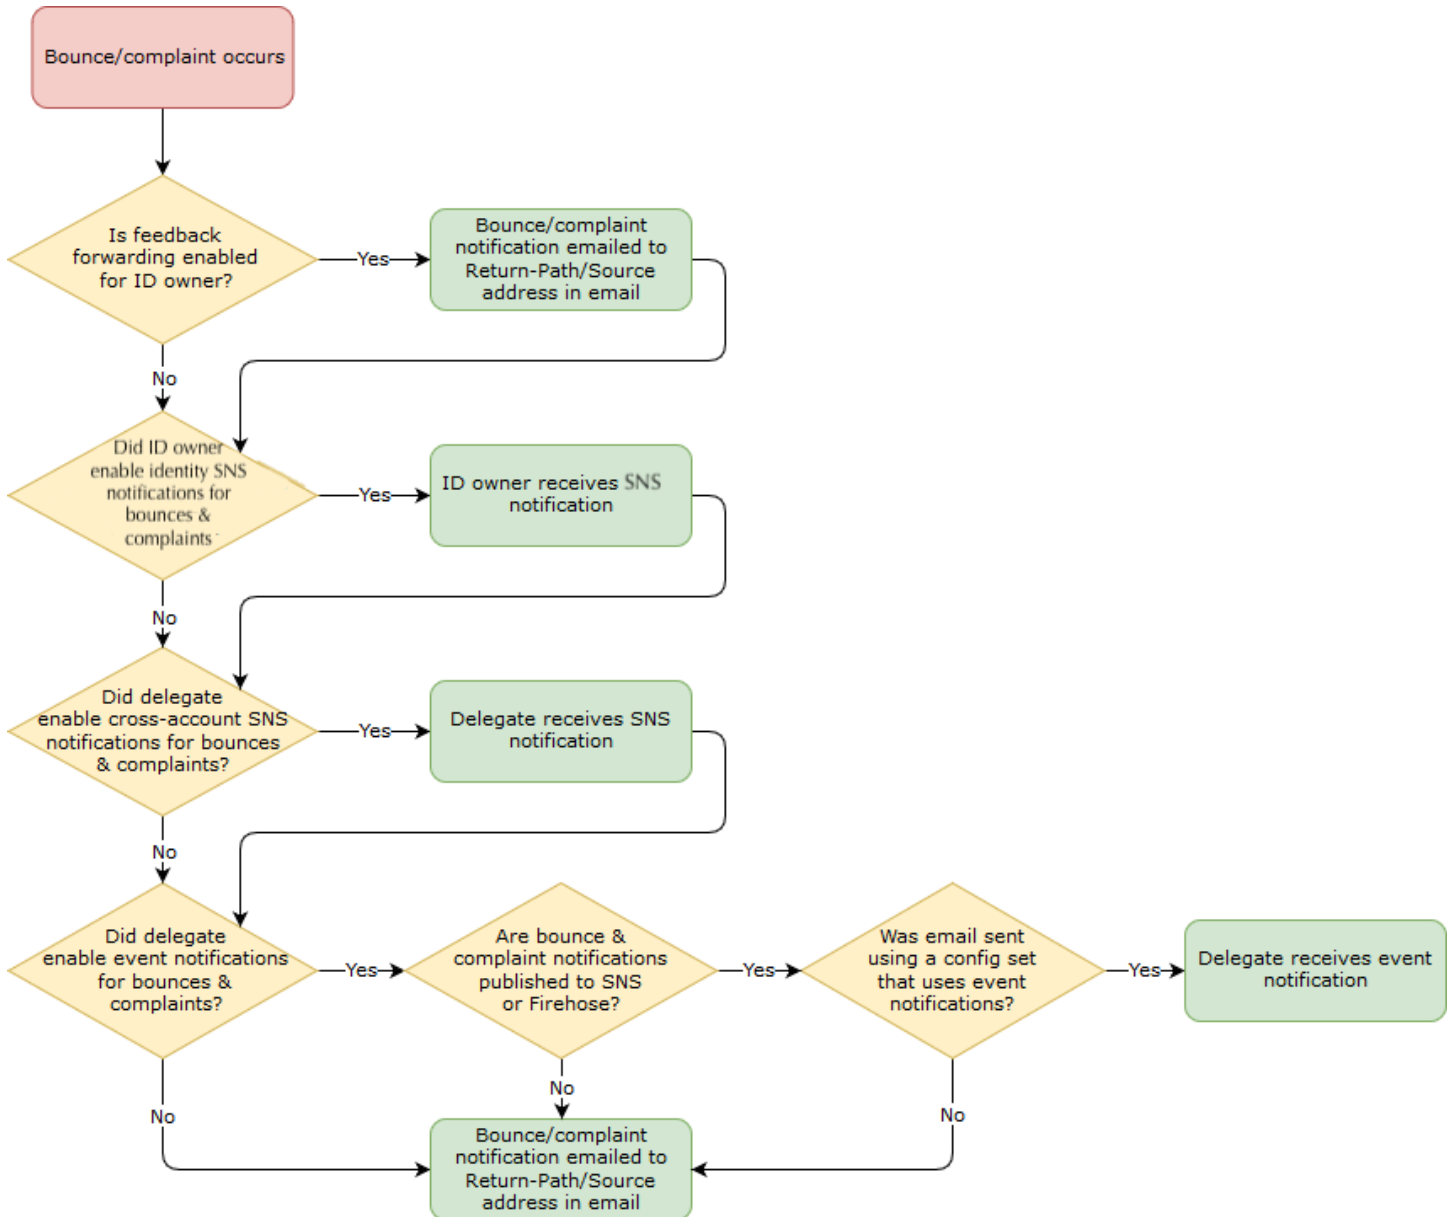 Bounce/complaint occurs
Is feedback
forwarding enabled
for ID owner?
Yes
Bounce/complaint
notification emailed to
Return-Path/Source
address in email
No
Did ID owner
enable identity SNS
notifications for
bounces &
complaints
Yes
ID owner receives SNS
notification
No
Did delegate
enable cross-account SNS
notifications for bounces
& complaints?
Yes
Delegate receives SNS
notification
No
Did delegate
enable event notifications
for bounces &
complaints?
Yes
Are bounce &
complaint notifications
published to SNS
or Firehose?
Yes
Was email sent
using a config set
that uses event
notifications?
Yes
Delegate receives event
notification
No
No
No
Bounce/complaint
notification emailed to
Return-Path/Source
address in email